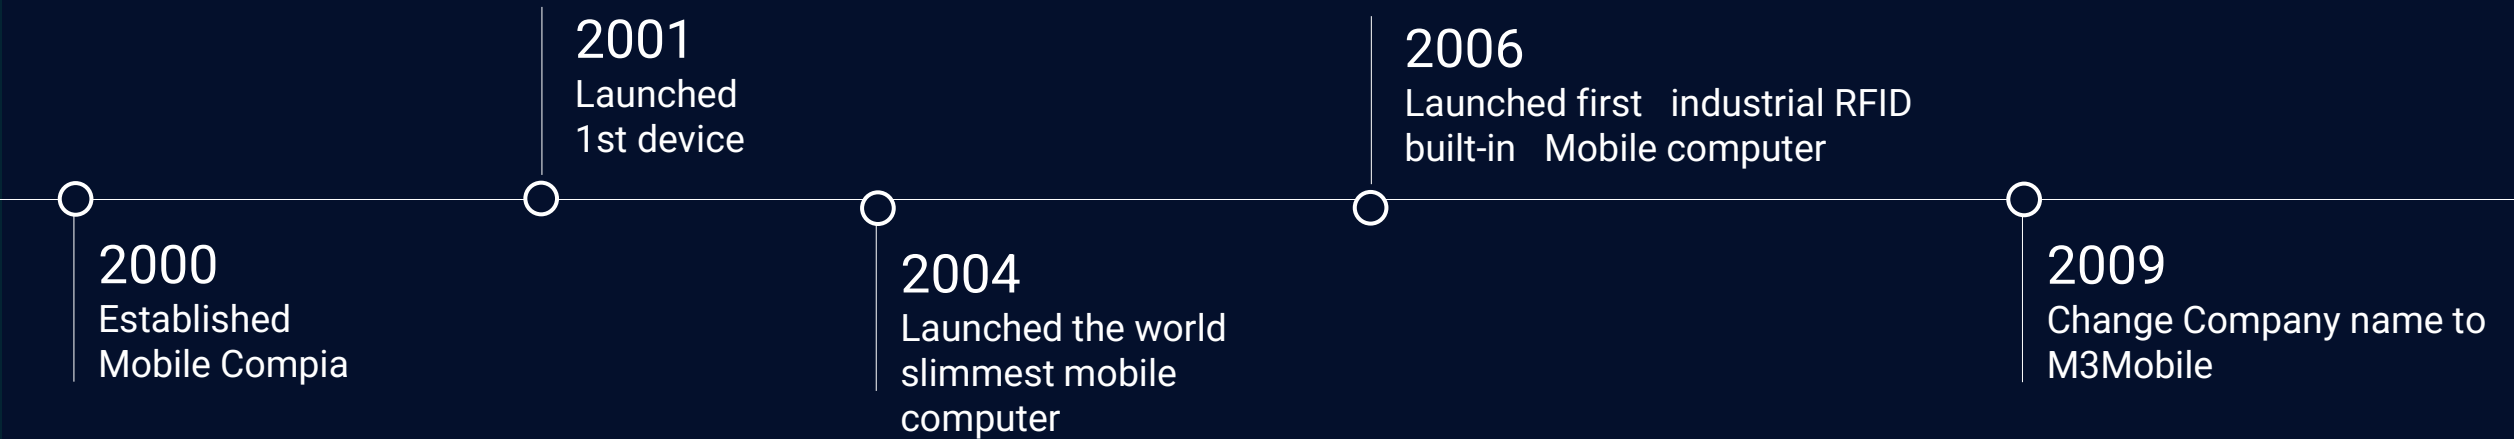 2000
Established
Mobile Compia
2001
Launched
1st device
2004
Launched the world
slimmest mobile
computer
2006
Launched first   industrial RFID
built-in   Mobile computer
2009
Change Company name to
M3Mobile